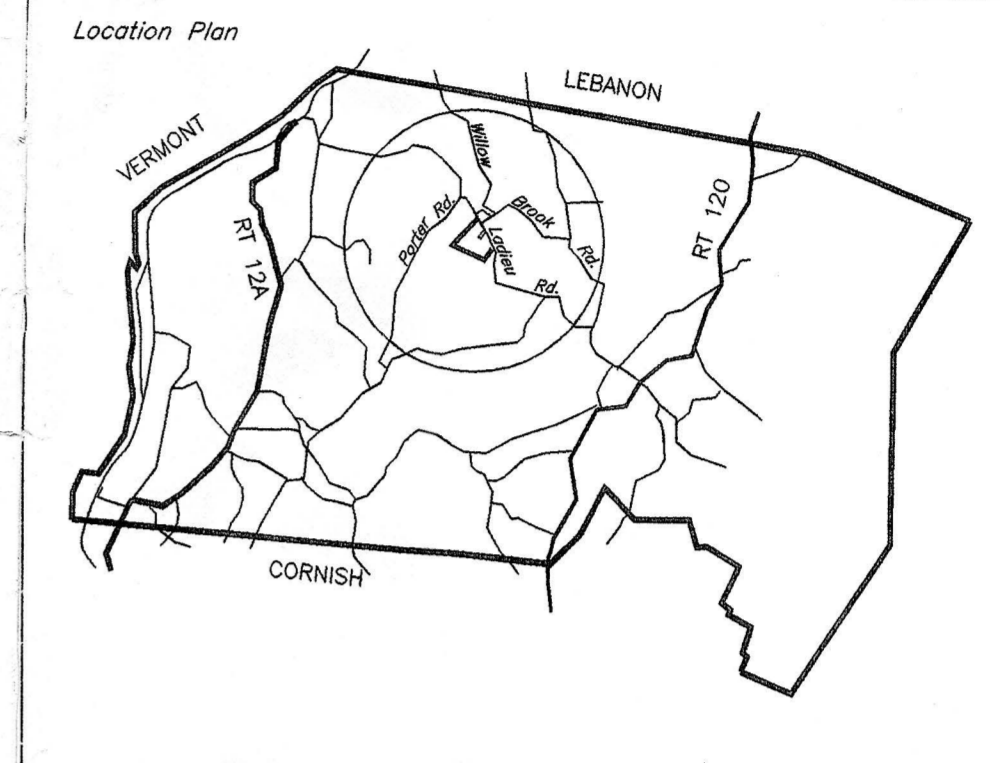 Location Plan
LEBANON
VERMONT
Willow
RT 120
Brook
Porter Rd.
RT 12A
Ladieu
Rd.
Rd.
CORNISH